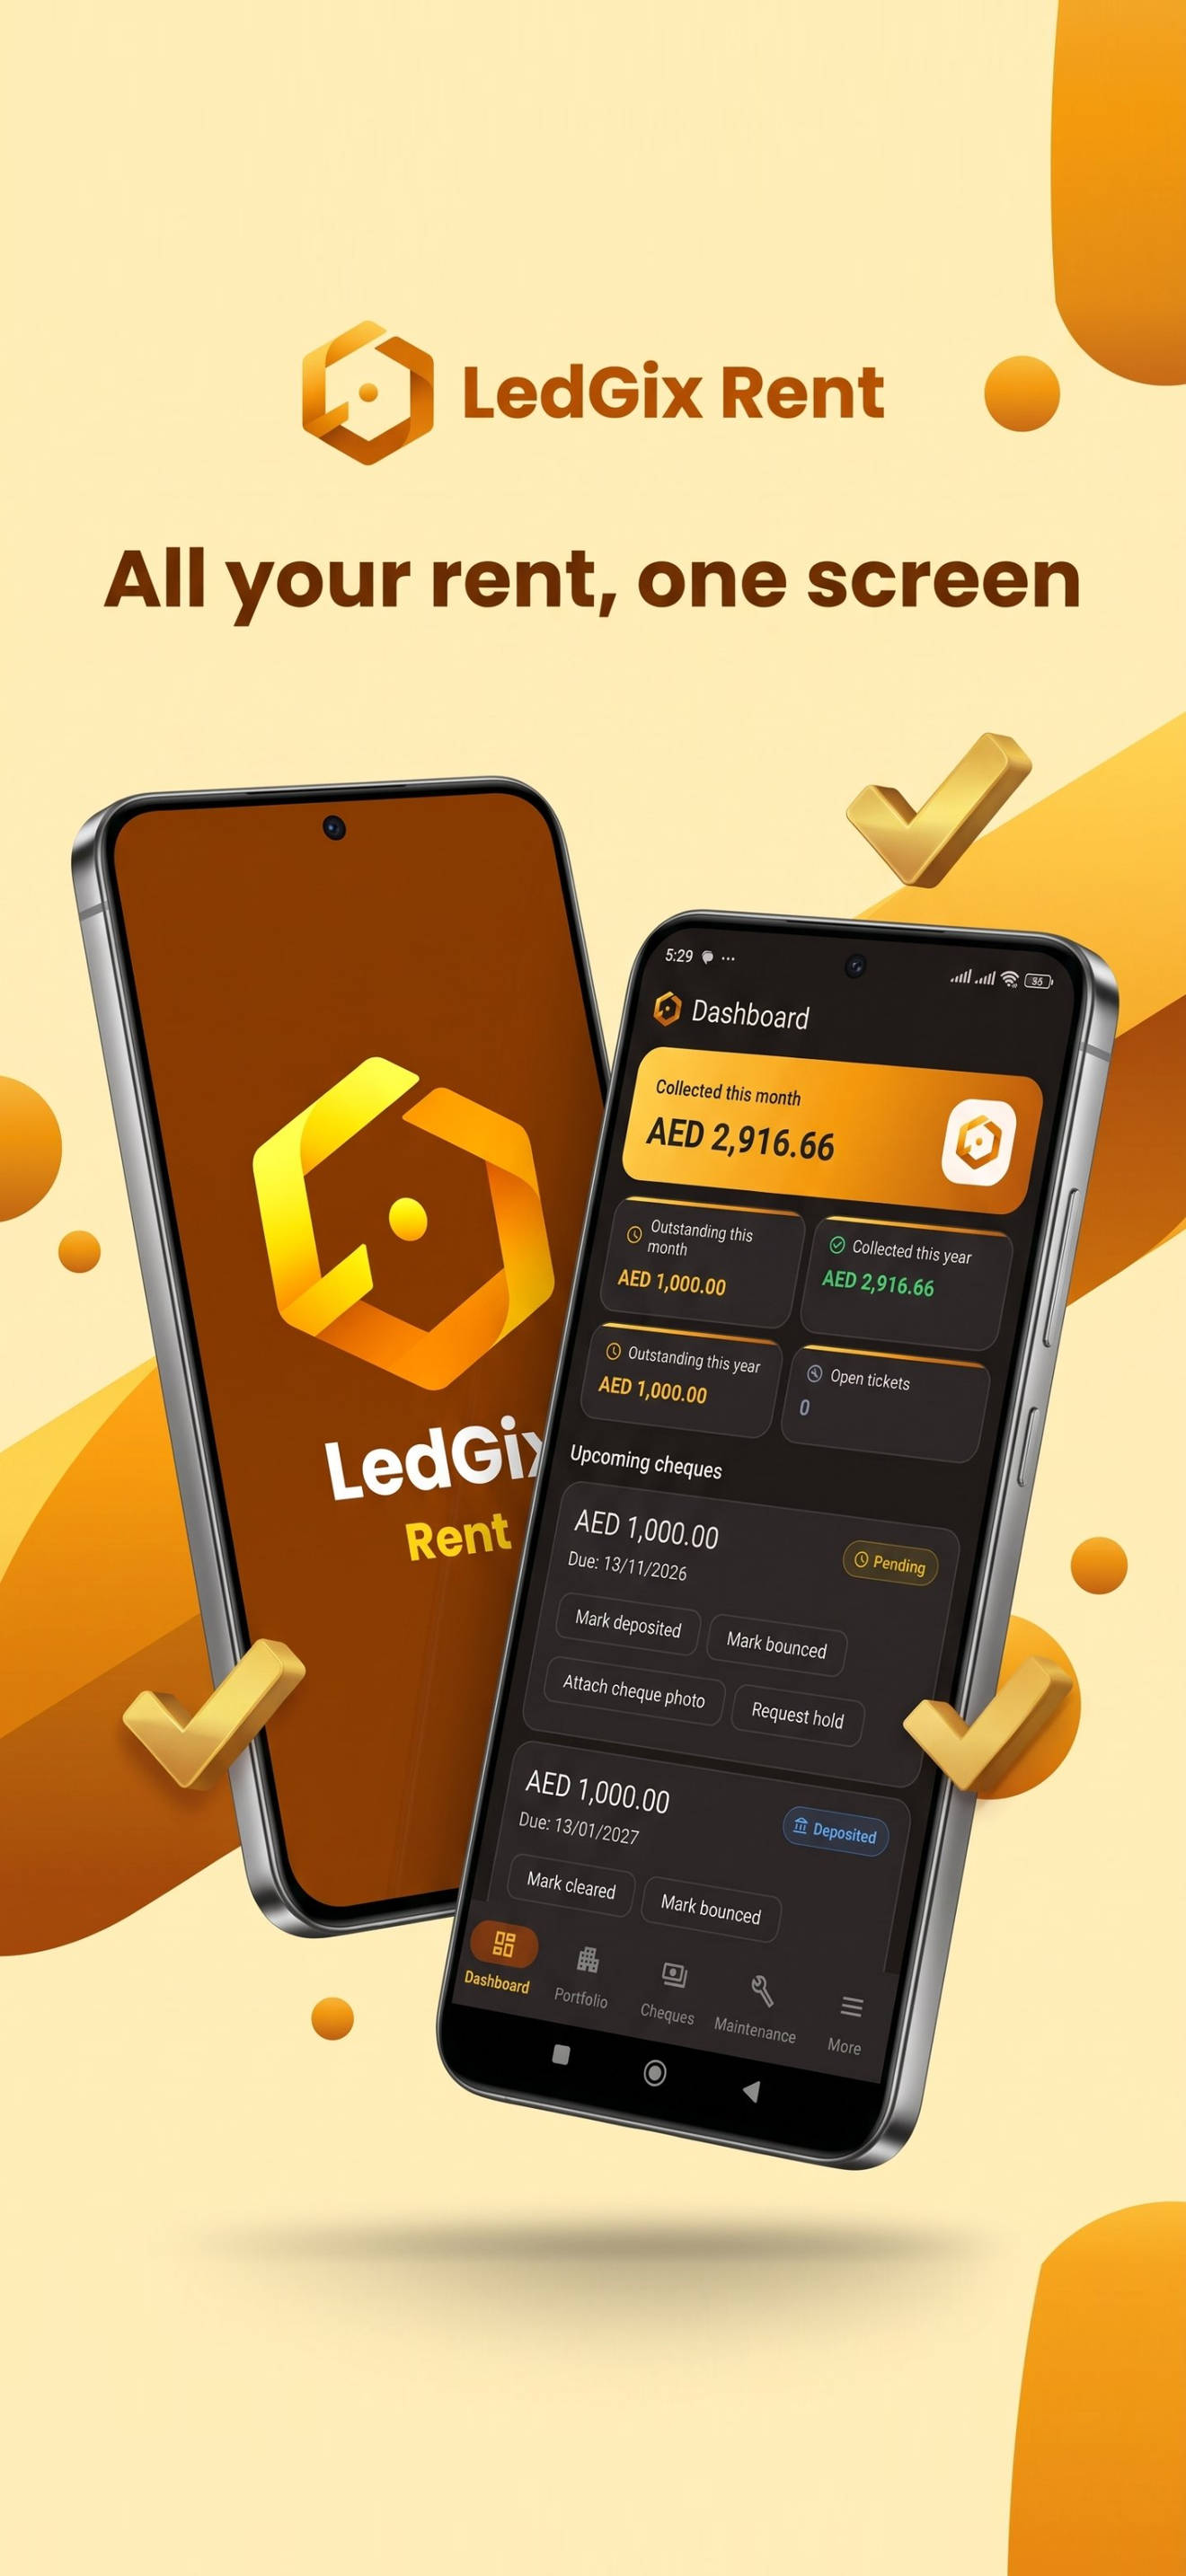 LedGix Rent
All your rent, one screen
LedGix
Rent
5:29
36
Dashboard
Collected this month
AED 2,916.66
Outstanding this
month
AED 1,000.00
Collected this year
AED 2,916.66
Outstanding this year
AED 1,000.00
Open tickets
0
Upcoming cheques
AED 1,000.00
Due: 13/11/2026
Pending
Mark deposited
Mark bounced
Attach cheque photo
Request hold
AED 1,000.00
Due: 13/01/2027
Deposited
Mark cleared
Mark bounced
Dashboard
Portfolio
Cheques
Maintenance
More